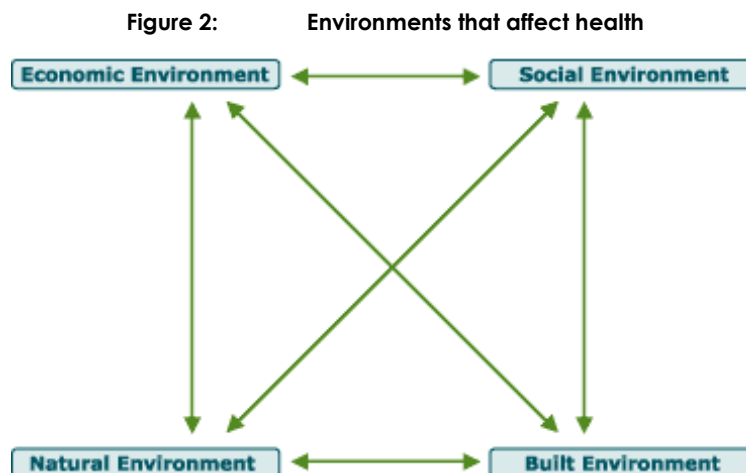 Figure 2: Environments that affect health
Economic Environment
Social Environment
Natural Environment
Built Environment